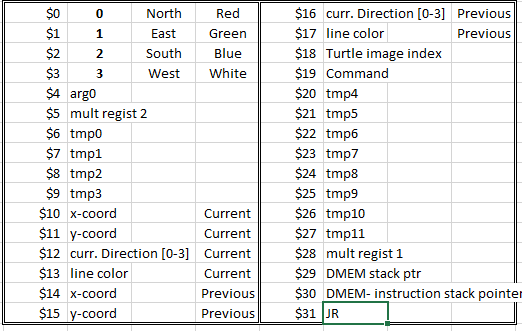 $0 0 North Red
$1 1 East Green
$2 2 South Blue
$3 3 West White
$4 arg0
$5 mult regist 2
$6 tmp0
$7 tmp1
$8 tmp2
$9 tmp3
$10 x-coord Current
$11 y-coord Current
$12 curr. Direction [0-3] Current
$13 line color Current
$14 x-coord Previous
$15 y-coord Previous
$16 curr. Direction [0-3] Previous
$17 line color Previous
$18 Turtle image index
$19 Command
$20 tmp4
$21 tmp5
$22 tmp6
$23 tmp7
$24 tmp8
$25 tmp9
$26 tmp10
$27 tmp11
$28 mult regist 1
$29 DMEM stack ptr
$30 DMEM- instruction stack pointer
$31 JR